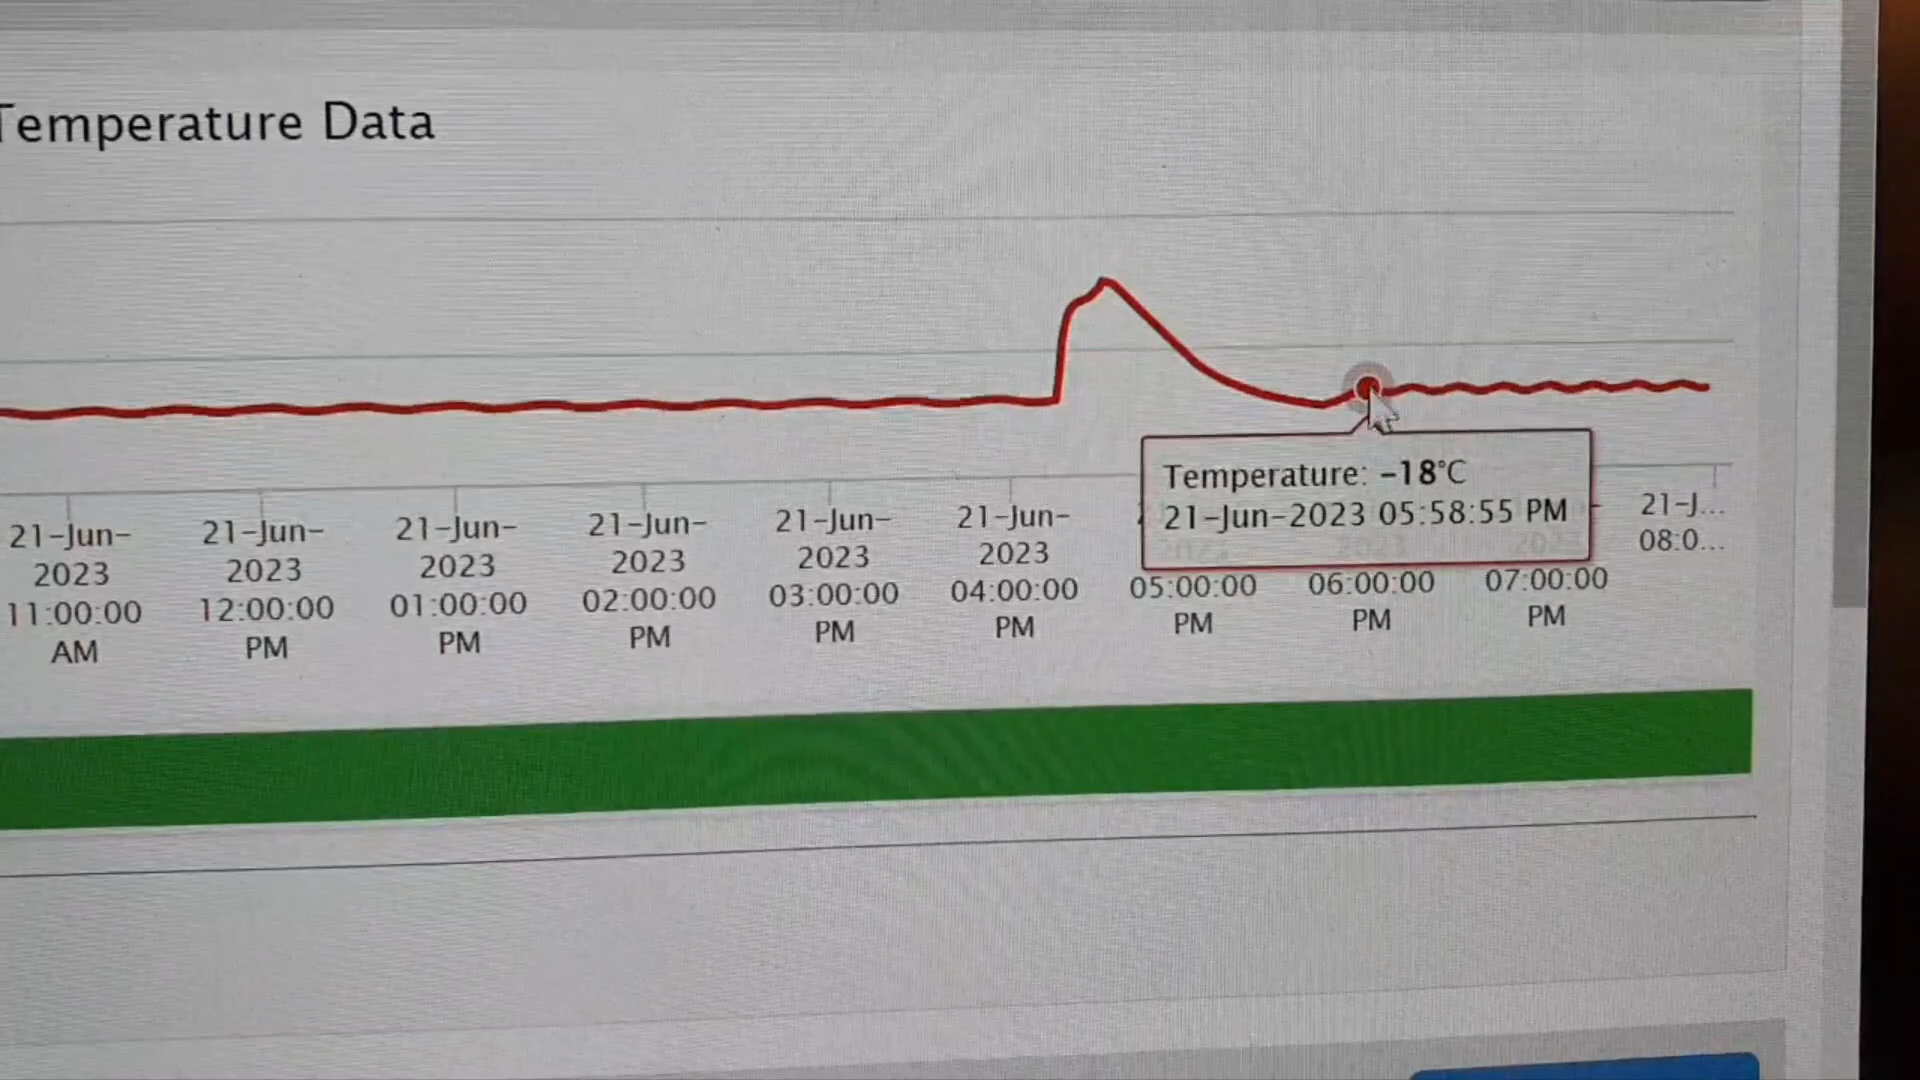 Temperature Data
Temperature: -18°C
21-Jun-2023 05:58:55 PM
21-Jun-
2023
11:00:00
AM
21-Jun-
2023
12:00:00
PM
21-Jun-
2023
01:00:00
PM
21-Jun-
2023
02:00:00
PM
21-Jun-
2023
03:00:00
PM
21-Jun-
2023
04:00:00
PM
2023
05:00:00
PM
2023
06:00:00
PM
2023
07:00:00
PM
21-J...
08:0...